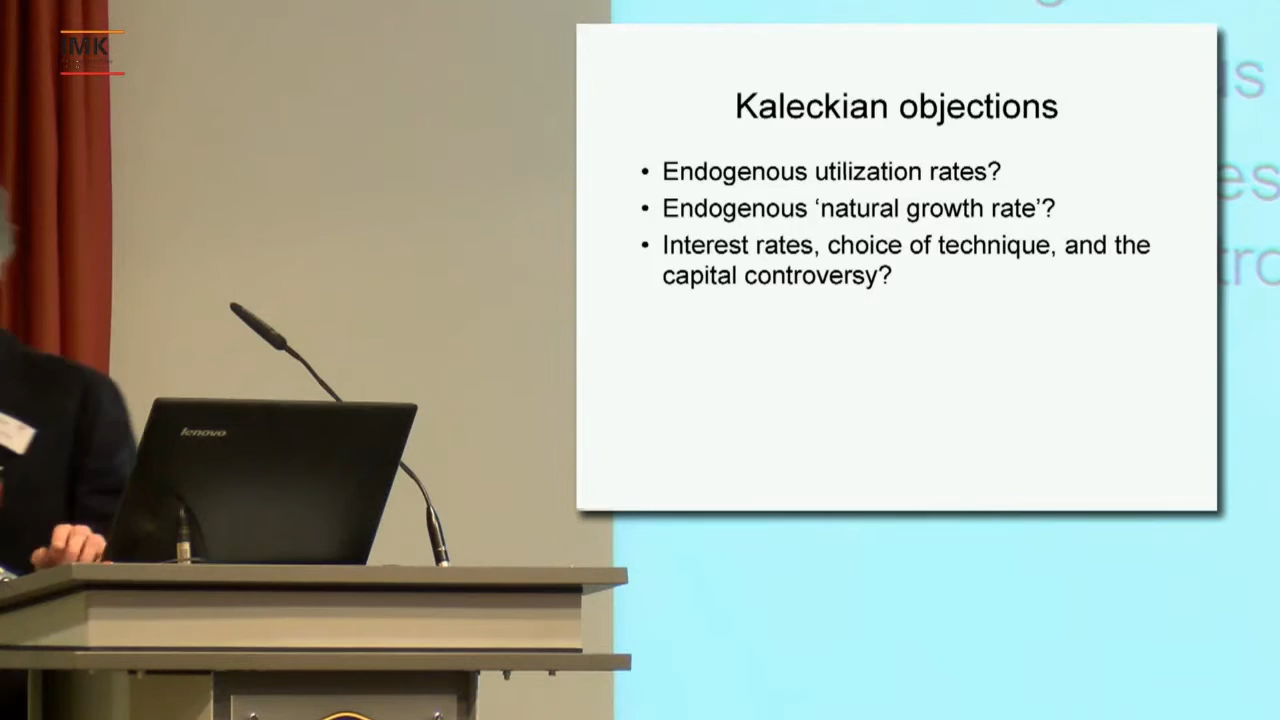 IMK
Kaleckian objections
• Endogenous utilization rates?
• Endogenous ‘natural growth rate’?
• Interest rates, choice of technique, and the
capital controversy?
lenovo